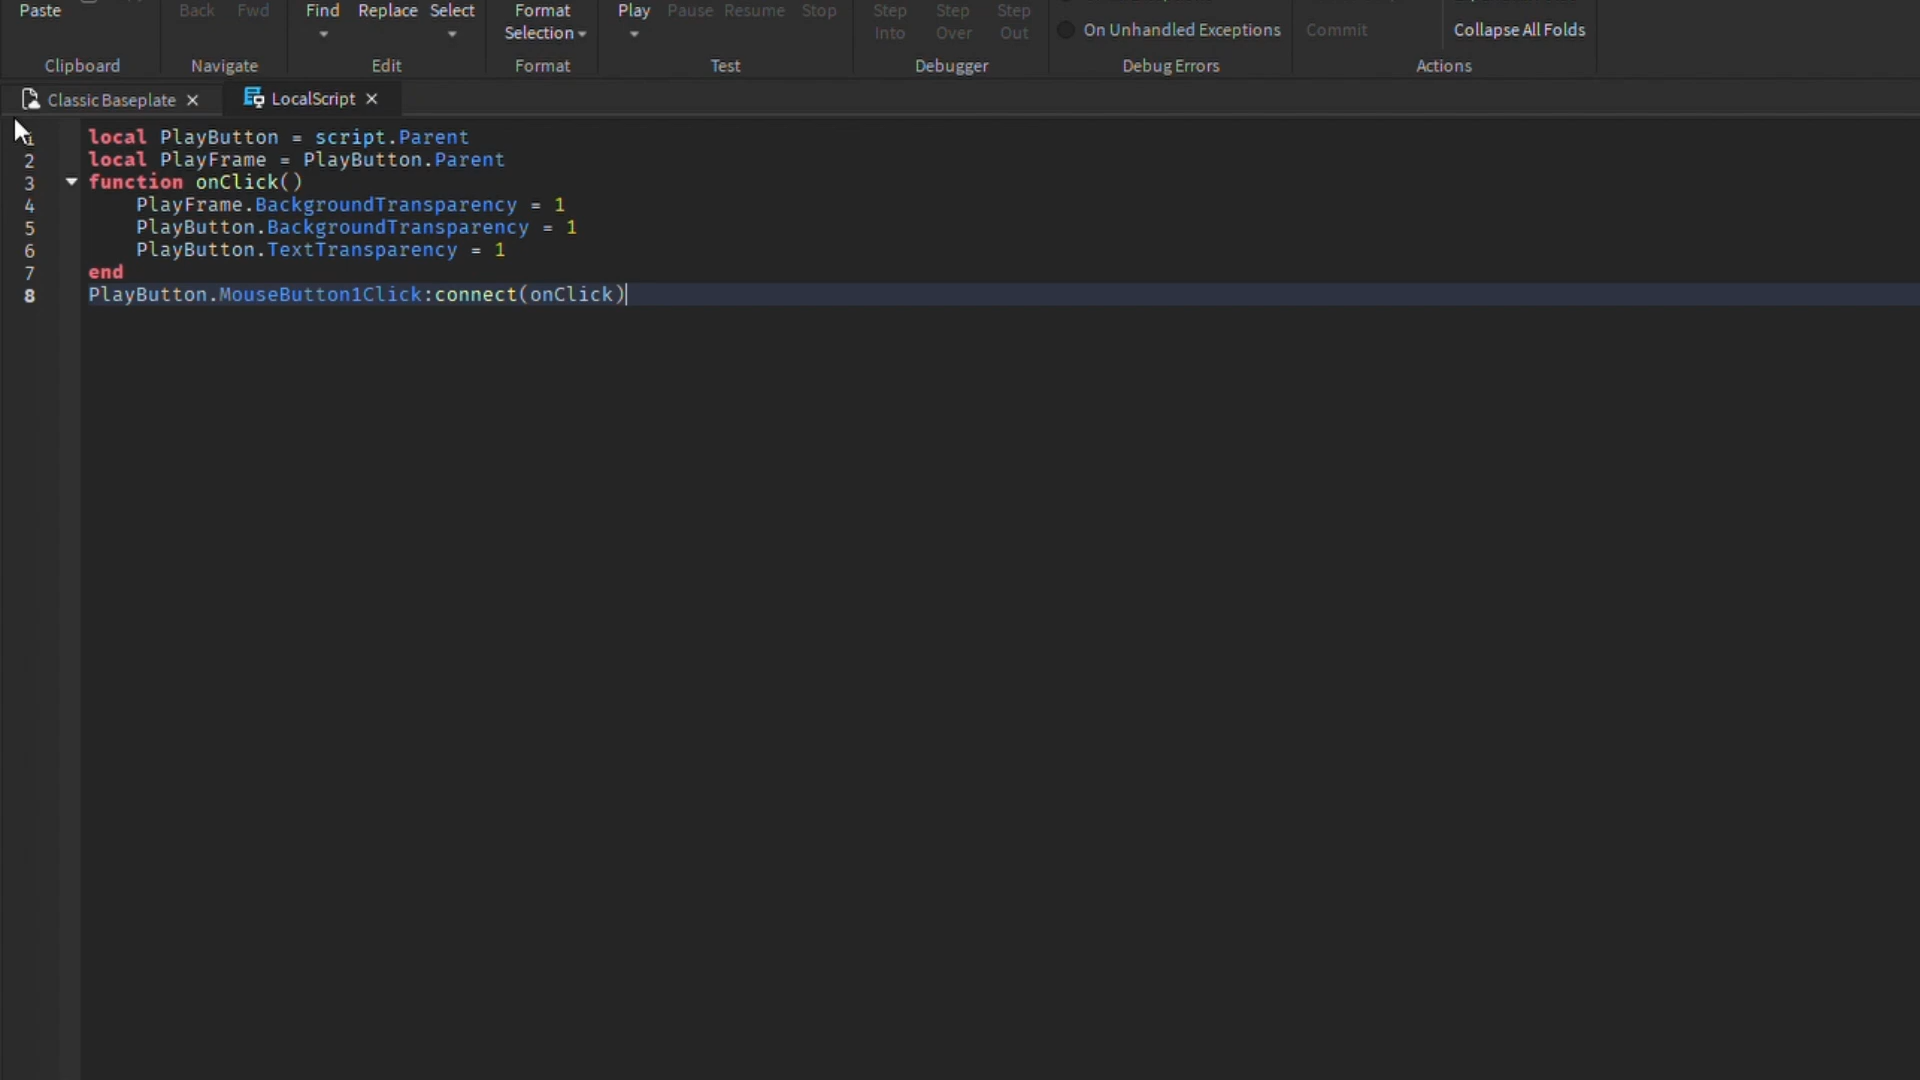 Paste Back Fwd Find Replace Select Format Play Pause Resume Stop Step Step Step
Selection Into Over Out On Unhandled Exceptions Commit Collapse All Folds
Clipboard Navigate Edit Format Test Debugger Debug Errors Actions
Classic Baseplate LocalScript
1 local PlayButton = script.Parent
2 local PlayFrame = PlayButton.Parent
3 function onClick()
4 PlayFrame.BackgroundTransparency = 1
5 PlayButton.BackgroundTransparency = 1
6 PlayButton.TextTransparency = 1
7 end
8 PlayButton.MouseButton1Click:connect(onClick)